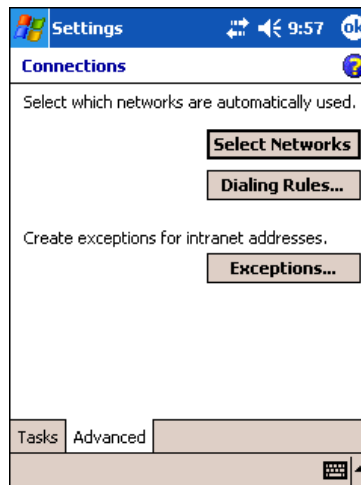 Settings 9:57 ok
Connections ?
Select which networks are automatically used.
Select Networks
Dialing Rules...
Create exceptions for intranet addresses.
Exceptions...
Tasks Advanced